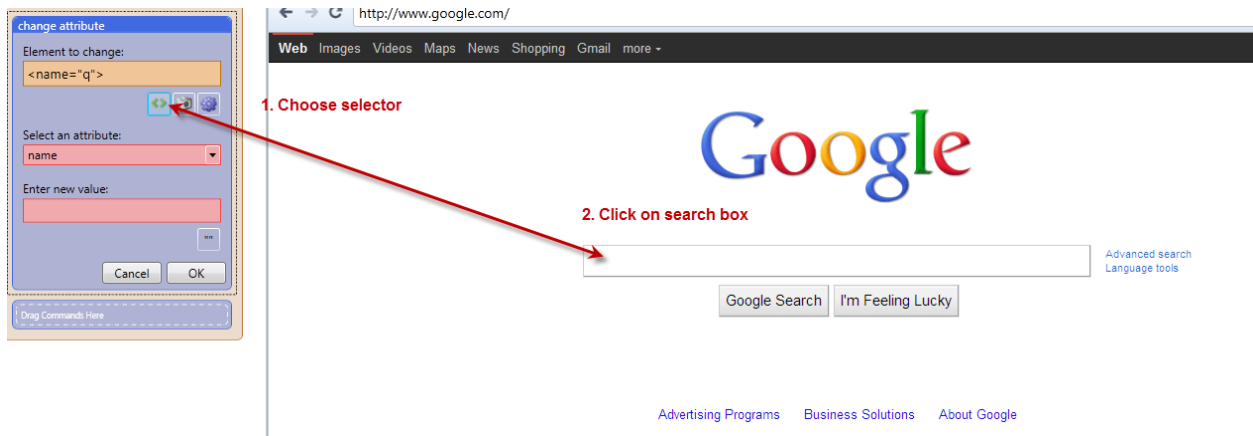 change attribute
Element to change:
<name="q">
Select an attribute:
name
Enter new value:
""
Cancel OK
Drag Commands Here
http://www.google.com/
Web Images Videos Maps News Shopping Gmail more
1. Choose selector
Google
2. Click on search box
Advanced search
Language tools
Google Search I'm Feeling Lucky
Advertising Programs Business Solutions About Google